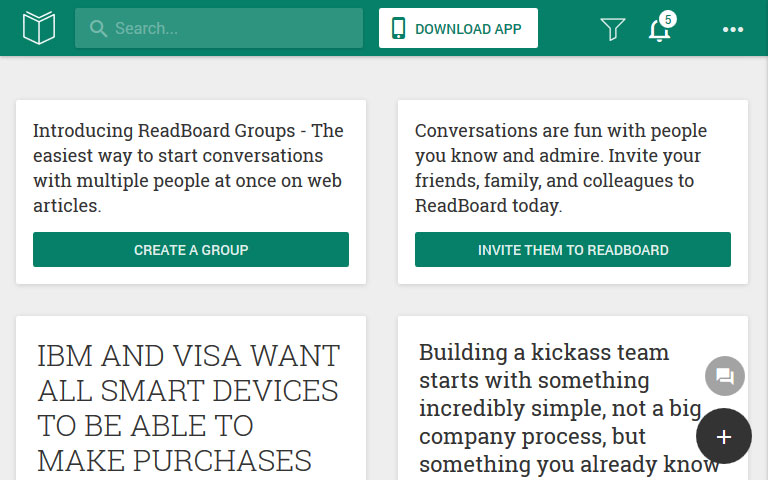 Search...
DOWNLOAD APP
5
Introducing ReadBoard Groups - The
easiest way to start conversations
with multiple people at once on web
articles.
CREATE A GROUP
Conversations are fun with people
you know and admire. Invite your
friends, family, and colleagues to
ReadBoard today.
INVITE THEM TO READBOARD
IBM AND VISA WANT
ALL SMART DEVICES
TO BE ABLE TO
MAKE PURCHASES
Building a kickass team
starts with something
incredibly simple, not a big
company process, but
something you already know